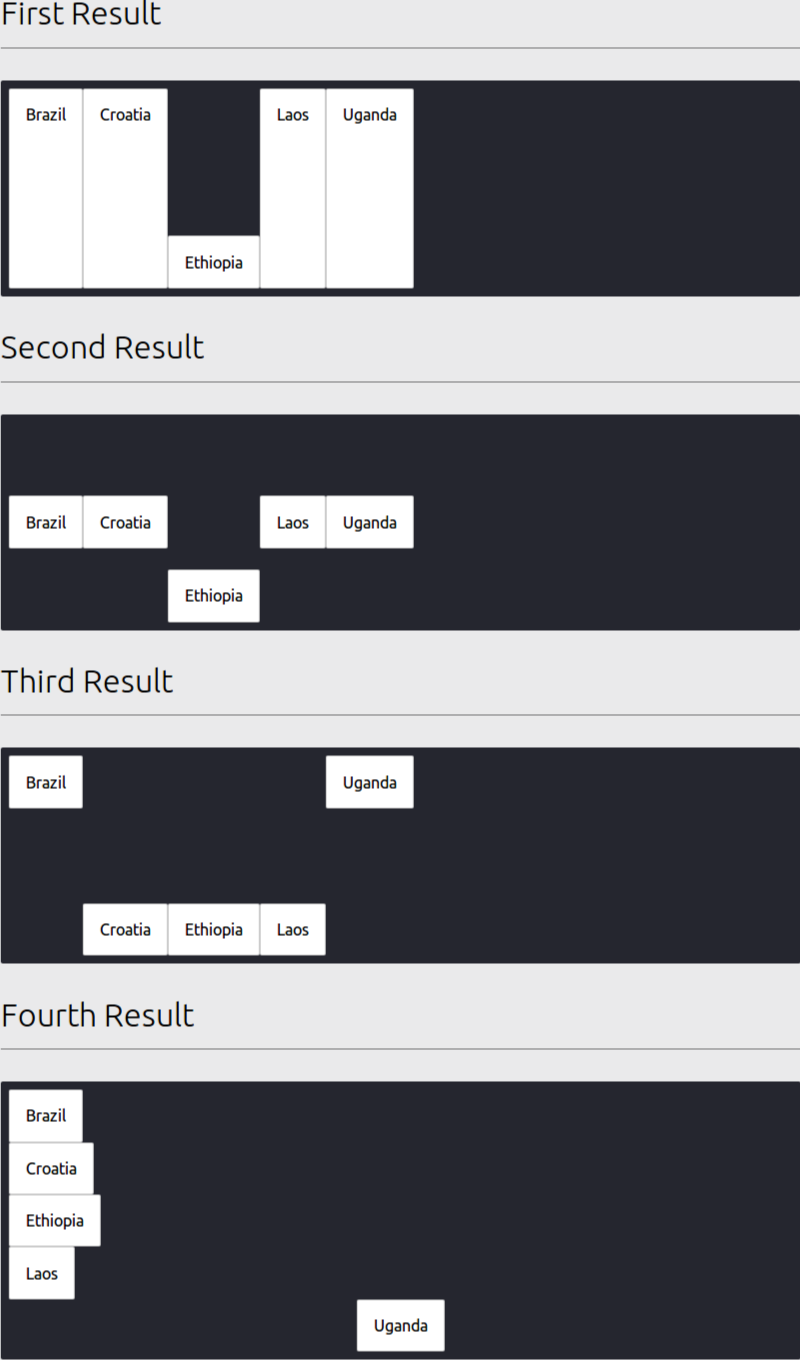 First Result
Brazil Croatia Laos Uganda
Ethiopia
Second Result
Brazil Croatia Laos Uganda
Ethiopia
Third Result
Brazil Uganda
Croatia Ethiopia Laos
Fourth Result
Brazil
Croatia
Ethiopia
Laos
Uganda